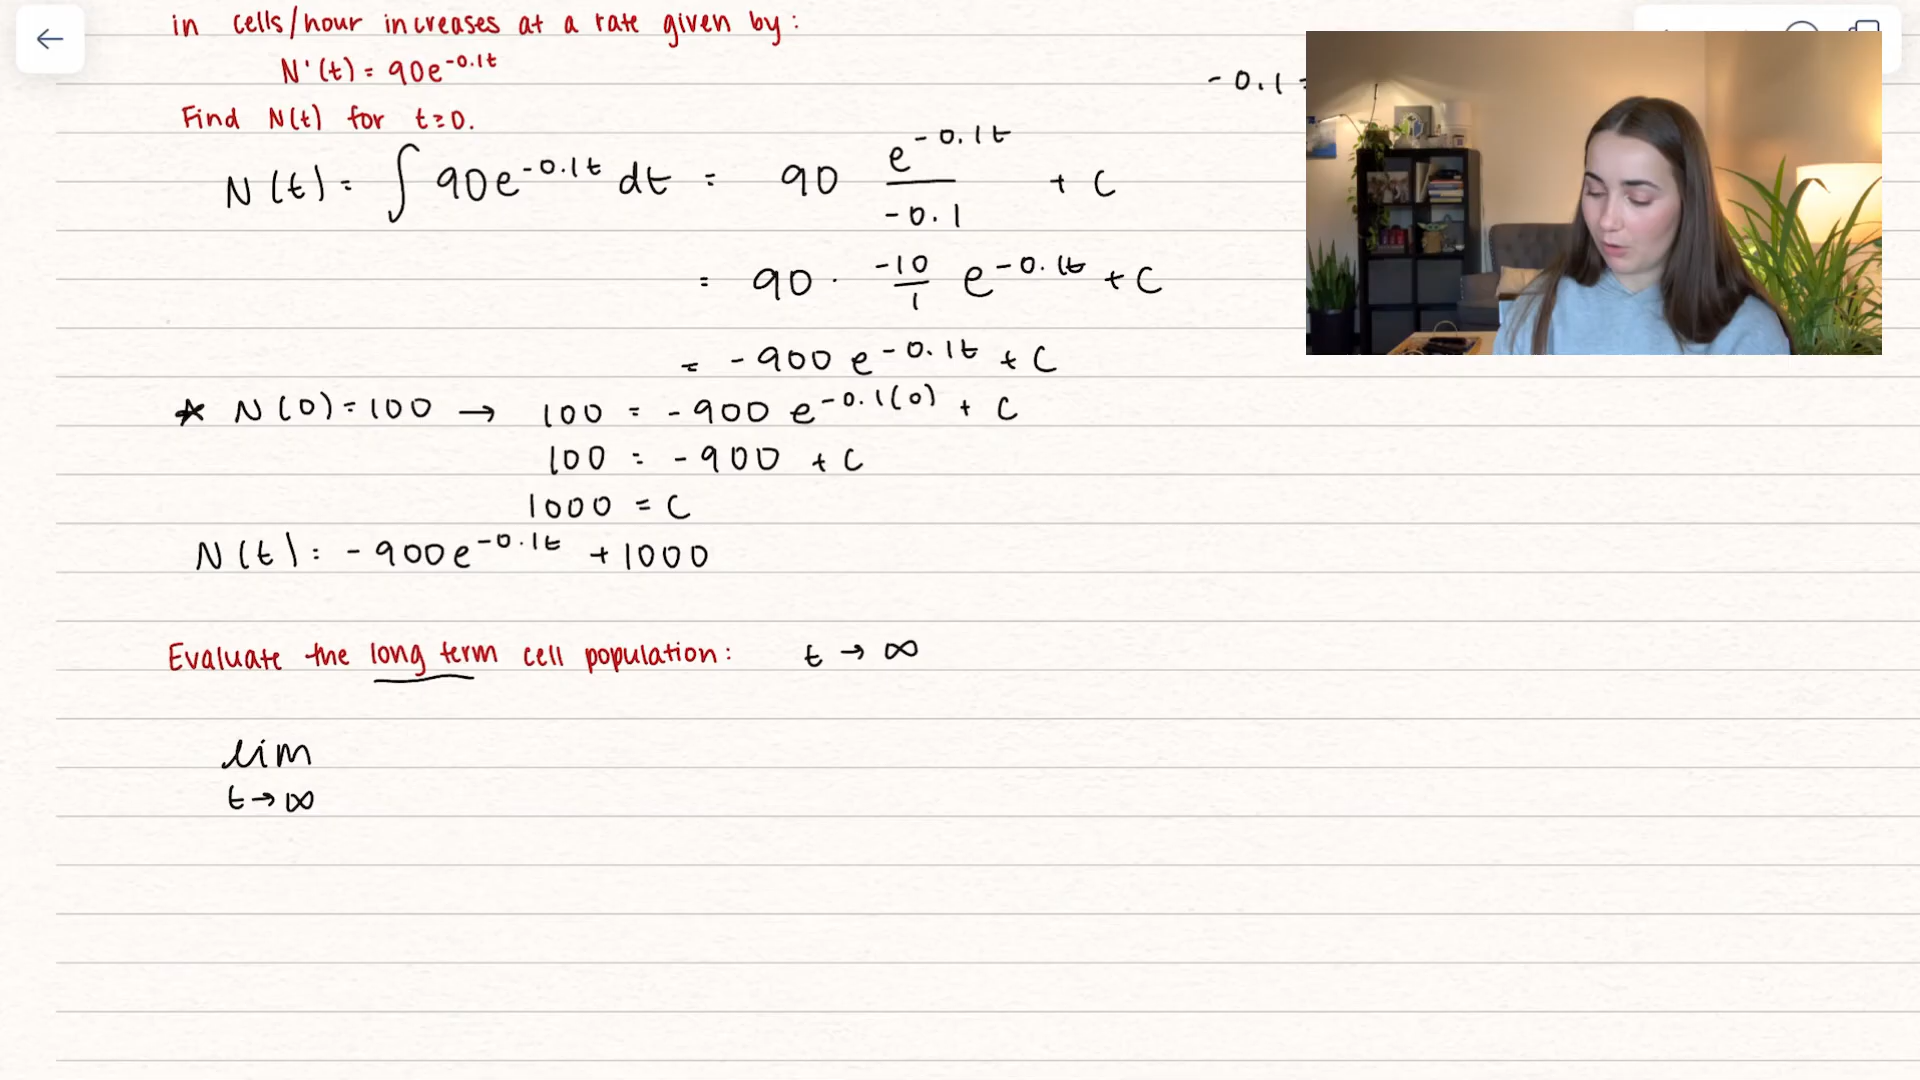 in cells/hour increases at a rate given by:
N'(t) = 90e^-0.1t
-0.1 =
Find N(t) for t≥0.
N(t) = ∫ 90e^-0.1t dt = 90 e^-0.1t / -0.1 + C
= 90 · -10/1 e^-0.1t + C
= -900 e^-0.1t + C
★ N(0) = 100 → 100 = -900 e^-0.1(0) + C
100 = -900 + C
1000 = C
N(t) = -900e^-0.1t + 1000
Evaluate the long term cell population: t → ∞
lim
t → ∞